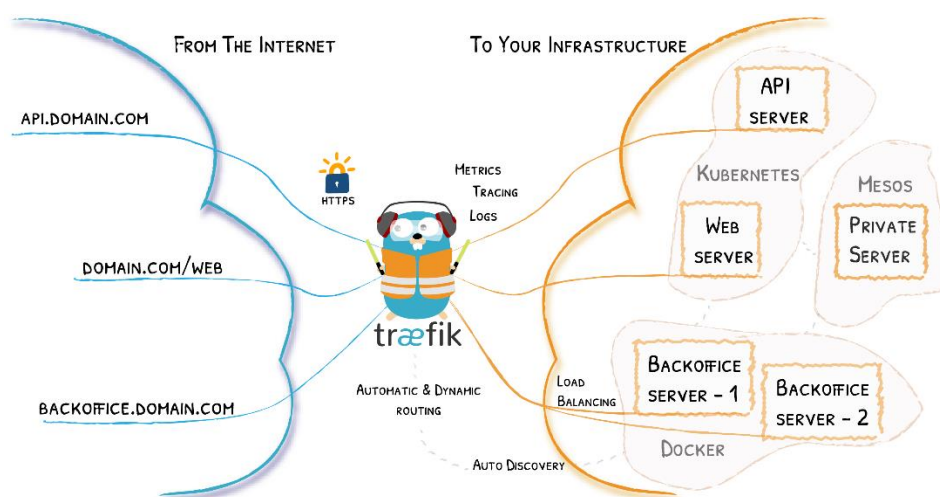 From The Internet
To Your Infrastructure
api.domain.com
domain.com/web
backoffice.domain.com
HTTPS
Metrics
Tracing
Logs
træfik
Automatic & Dynamic
routing
Auto Discovery
Load
Balancing
API
server
Kubernetes
Web
server
Mesos
Private
Server
Backoffice
server - 1
Backoffice
server - 2
Docker